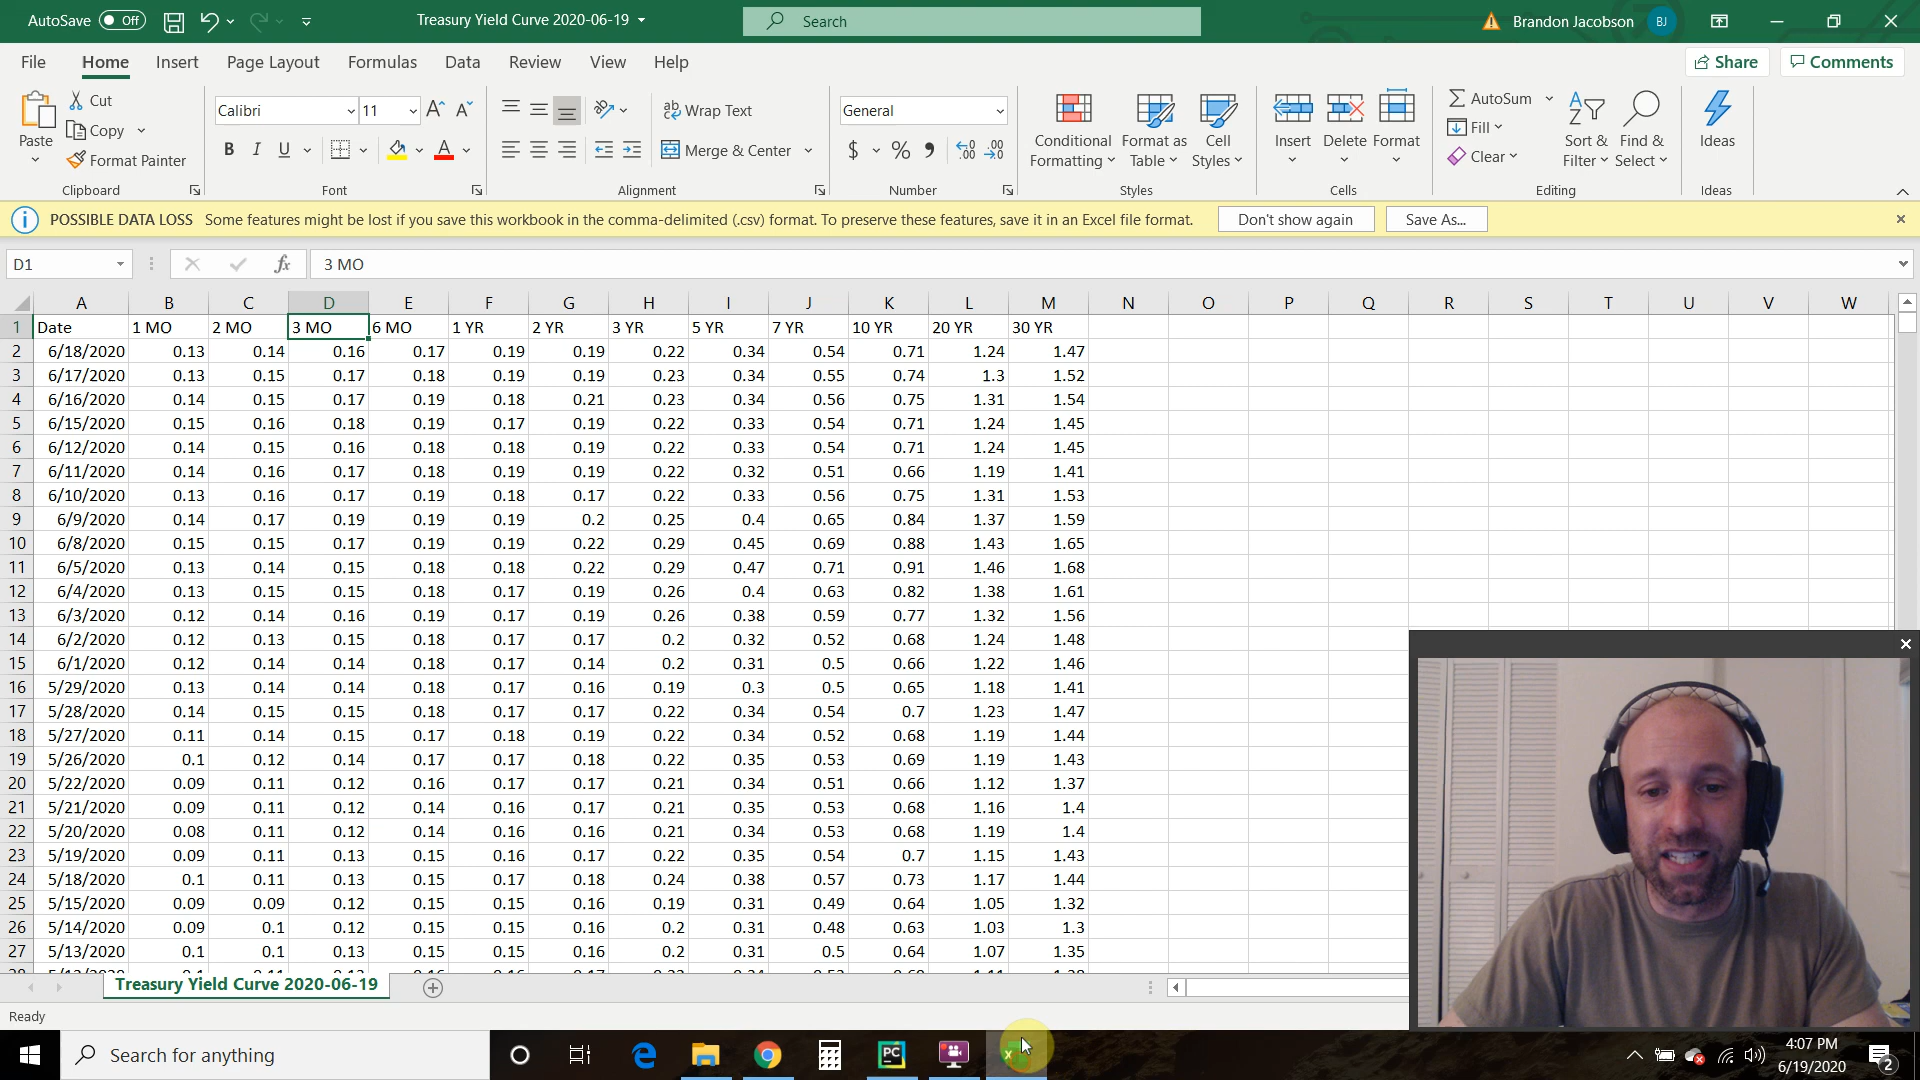 AutoSave Off Treasury Yield Curve 2020-06-19 Search Brandon Jacobson BJ
File Home Insert Page Layout Formulas Data Review View Help Share Comments
Paste Cut Copy Format Painter Clipboard
Calibri 11 B I U A Font
Wrap Text Merge & Center Alignment
General $ % , Number
Conditional Formatting Format as Table Cell Styles Styles
Insert Delete Format Cells
AutoSum Fill Clear Sort & Filter Find & Select Editing
Ideas Ideas
POSSIBLE DATA LOSS Some features might be lost if you save this workbook in the comma-delimited (.csv) format. To preserve these features, save it in an Excel file format. Don't show again Save As...
D1 fx 3 MO
A B C D E F G H I J K L M N O P Q R S T U V W
1 Date 1 MO 2 MO 3 MO 6 MO 1 YR 2 YR 3 YR 5 YR 7 YR 10 YR 20 YR 30 YR
2 6/18/2020 0.13 0.14 0.16 0.17 0.19 0.19 0.22 0.34 0.54 0.71 1.24 1.47
3 6/17/2020 0.13 0.15 0.17 0.18 0.19 0.19 0.23 0.34 0.55 0.74 1.3 1.52
4 6/16/2020 0.14 0.15 0.17 0.19 0.18 0.21 0.23 0.34 0.56 0.75 1.31 1.54
5 6/15/2020 0.15 0.16 0.18 0.19 0.17 0.19 0.22 0.33 0.54 0.71 1.24 1.45
6 6/12/2020 0.14 0.15 0.16 0.18 0.18 0.19 0.22 0.33 0.54 0.71 1.24 1.45
7 6/11/2020 0.14 0.16 0.17 0.18 0.19 0.19 0.22 0.32 0.51 0.66 1.19 1.41
8 6/10/2020 0.13 0.16 0.17 0.19 0.18 0.17 0.22 0.33 0.56 0.75 1.31 1.53
9 6/9/2020 0.14 0.17 0.19 0.19 0.19 0.2 0.25 0.4 0.65 0.84 1.37 1.59
10 6/8/2020 0.15 0.15 0.17 0.19 0.19 0.22 0.29 0.45 0.69 0.88 1.43 1.65
11 6/5/2020 0.13 0.14 0.15 0.18 0.18 0.22 0.29 0.47 0.71 0.91 1.46 1.68
12 6/4/2020 0.13 0.15 0.15 0.18 0.17 0.19 0.26 0.4 0.63 0.82 1.38 1.61
13 6/3/2020 0.12 0.14 0.16 0.19 0.17 0.19 0.26 0.38 0.59 0.77 1.32 1.56
14 6/2/2020 0.12 0.13 0.15 0.18 0.17 0.17 0.2 0.32 0.52 0.68 1.24 1.48
15 6/1/2020 0.12 0.14 0.14 0.18 0.17 0.14 0.2 0.31 0.5 0.66 1.22 1.46
16 5/29/2020 0.13 0.14 0.14 0.18 0.17 0.16 0.19 0.3 0.5 0.65 1.18 1.41
17 5/28/2020 0.14 0.15 0.15 0.18 0.17 0.17 0.22 0.34 0.54 0.7 1.23 1.47
18 5/27/2020 0.11 0.14 0.15 0.17 0.18 0.19 0.22 0.34 0.52 0.68 1.19 1.44
19 5/26/2020 0.1 0.12 0.14 0.17 0.17 0.18 0.22 0.35 0.53 0.69 1.19 1.43
20 5/22/2020 0.09 0.11 0.12 0.16 0.17 0.17 0.21 0.34 0.51 0.66 1.12 1.37
21 5/21/2020 0.09 0.11 0.12 0.14 0.16 0.17 0.21 0.35 0.53 0.68 1.16 1.4
22 5/20/2020 0.08 0.11 0.12 0.14 0.16 0.16 0.21 0.34 0.53 0.68 1.19 1.4
23 5/19/2020 0.09 0.11 0.13 0.15 0.16 0.17 0.22 0.35 0.54 0.7 1.15 1.43
24 5/18/2020 0.1 0.11 0.13 0.15 0.17 0.18 0.24 0.38 0.57 0.73 1.17 1.44
25 5/15/2020 0.09 0.09 0.12 0.15 0.15 0.16 0.19 0.31 0.49 0.64 1.05 1.32
26 5/14/2020 0.09 0.1 0.12 0.15 0.15 0.16 0.2 0.31 0.48 0.63 1.03 1.3
27 5/13/2020 0.1 0.1 0.13 0.15 0.15 0.16 0.2 0.31 0.5 0.64 1.07 1.35
Treasury Yield Curve 2020-06-19
Ready
Search for anything PC 4:07 PM
6/19/2020 2